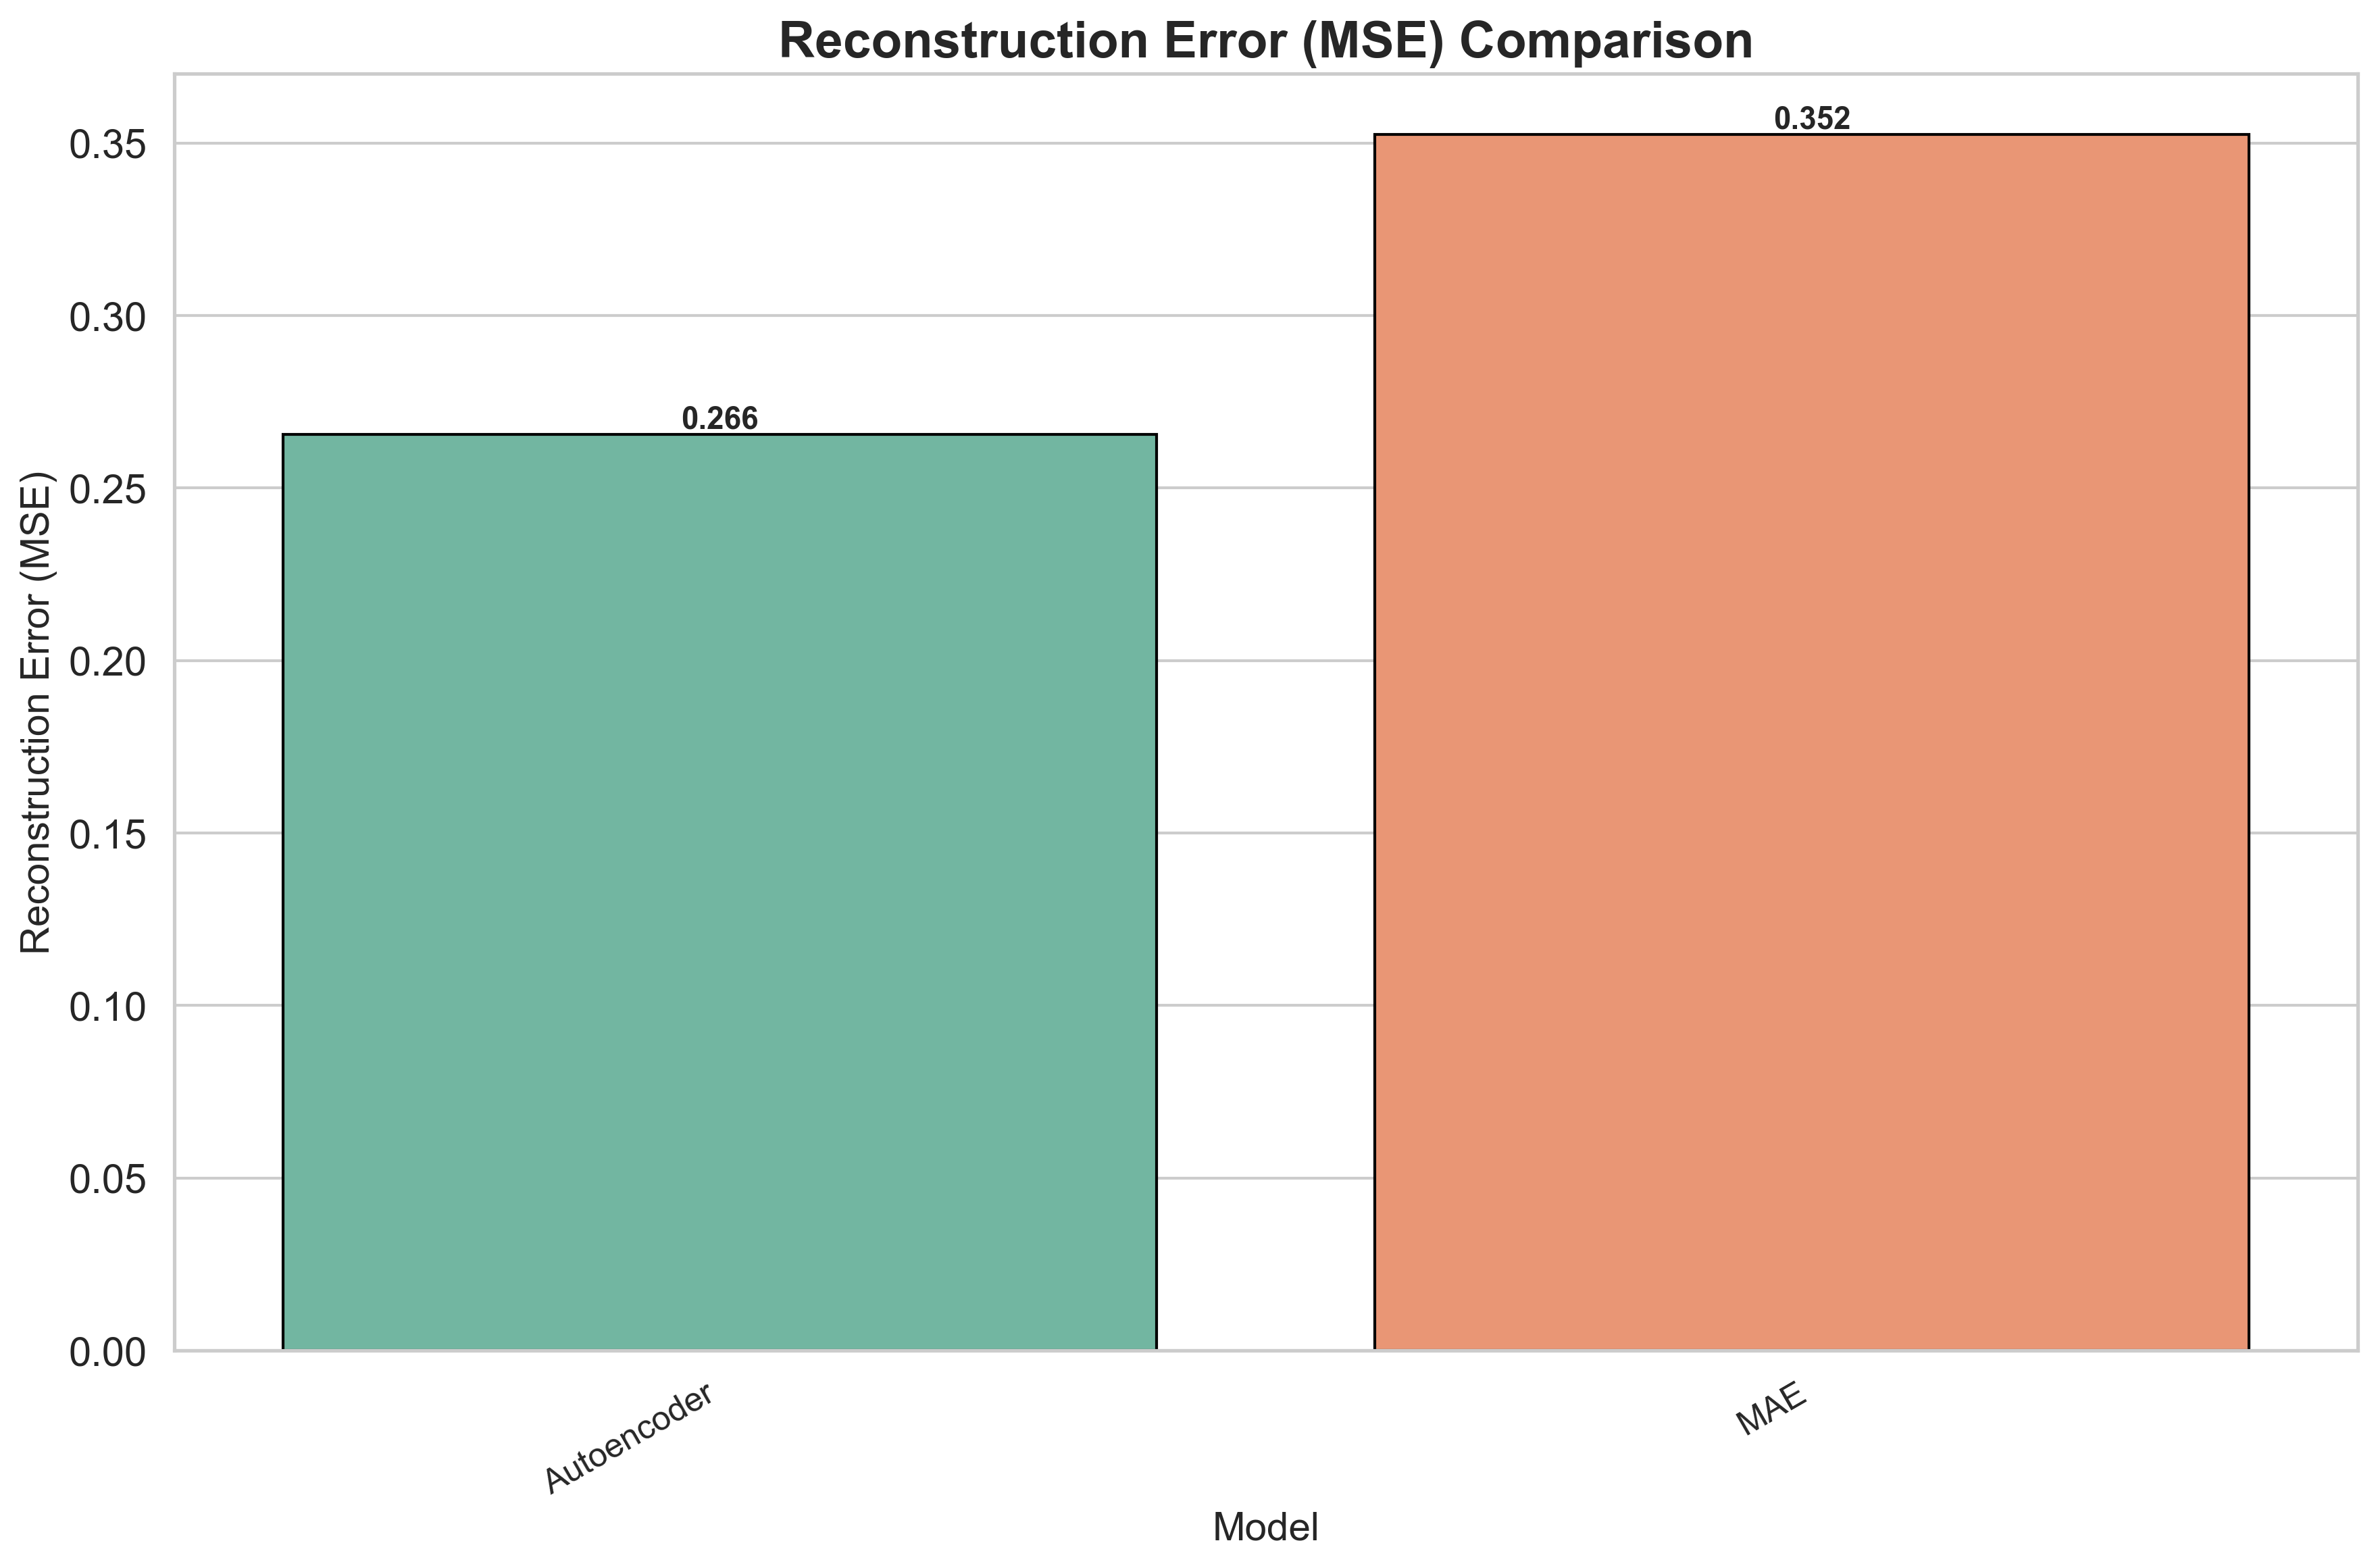 Reconstruction Error (MSE) Comparison
Reconstruction Error (MSE)
0.35
0.30
0.25
0.20
0.15
0.10
0.05
0.00
0.266
0.352
Autoencoder
MAE
Model